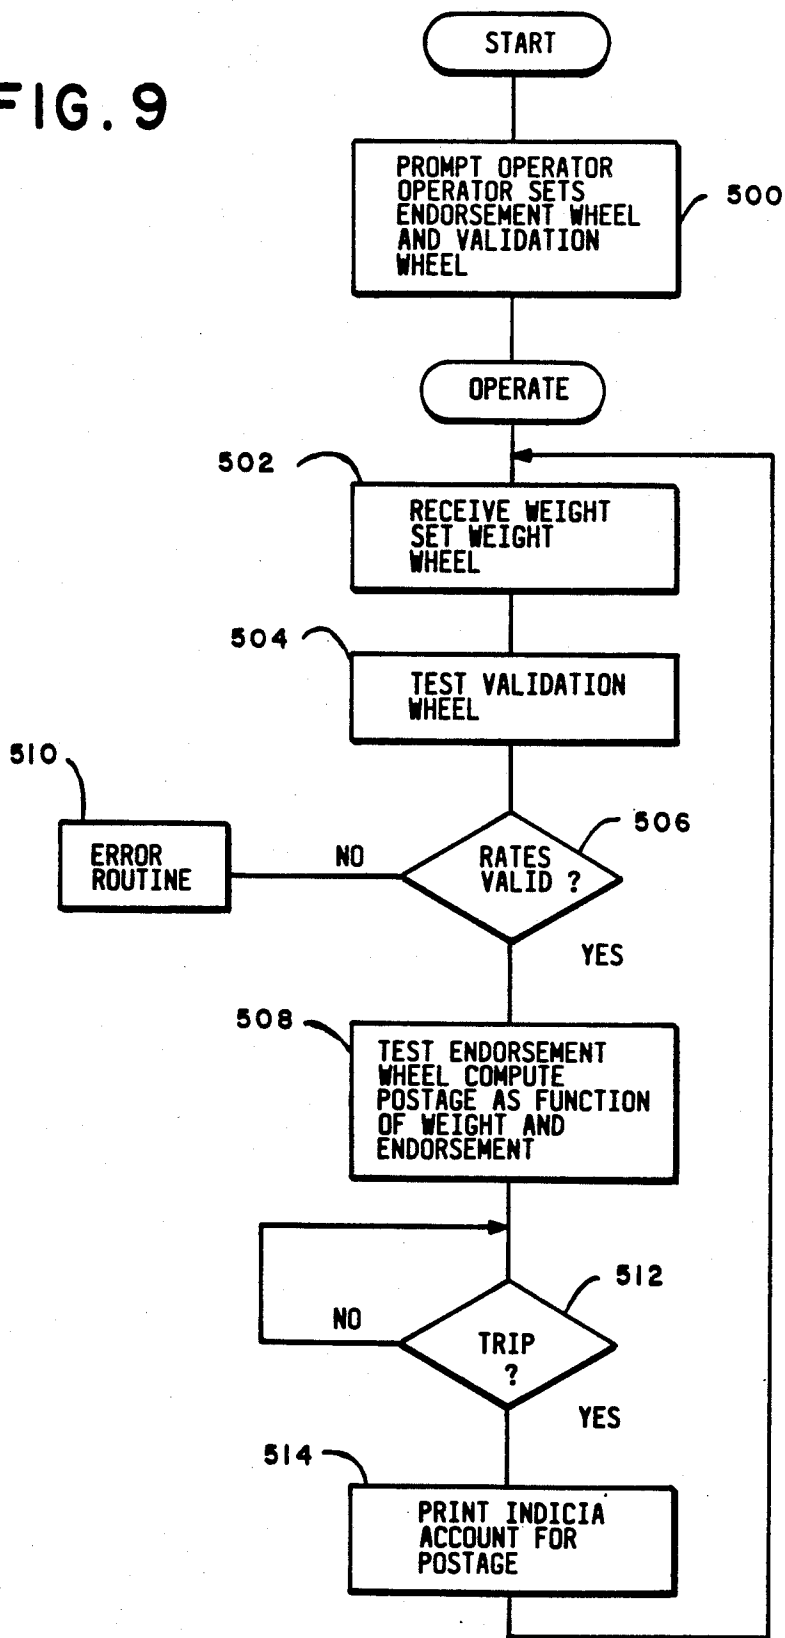 FIG. 9
START
PROMPT OPERATOR
OPERATOR SETS
ENDORSEMENT WHEEL
AND VALIDATION
WHEEL
500
OPERATE
502
RECEIVE WEIGHT
SET WEIGHT
WHEEL
504
TEST VALIDATION
WHEEL
510
ERROR
ROUTINE
NO
RATES
VALID ?
506
YES
508
TEST ENDORSEMENT
WHEEL COMPUTE
POSTAGE AS FUNCTION
OF WEIGHT AND
ENDORSEMENT
512
NO
TRIP
?
YES
514
PRINT INDICIA
ACCOUNT FOR
POSTAGE